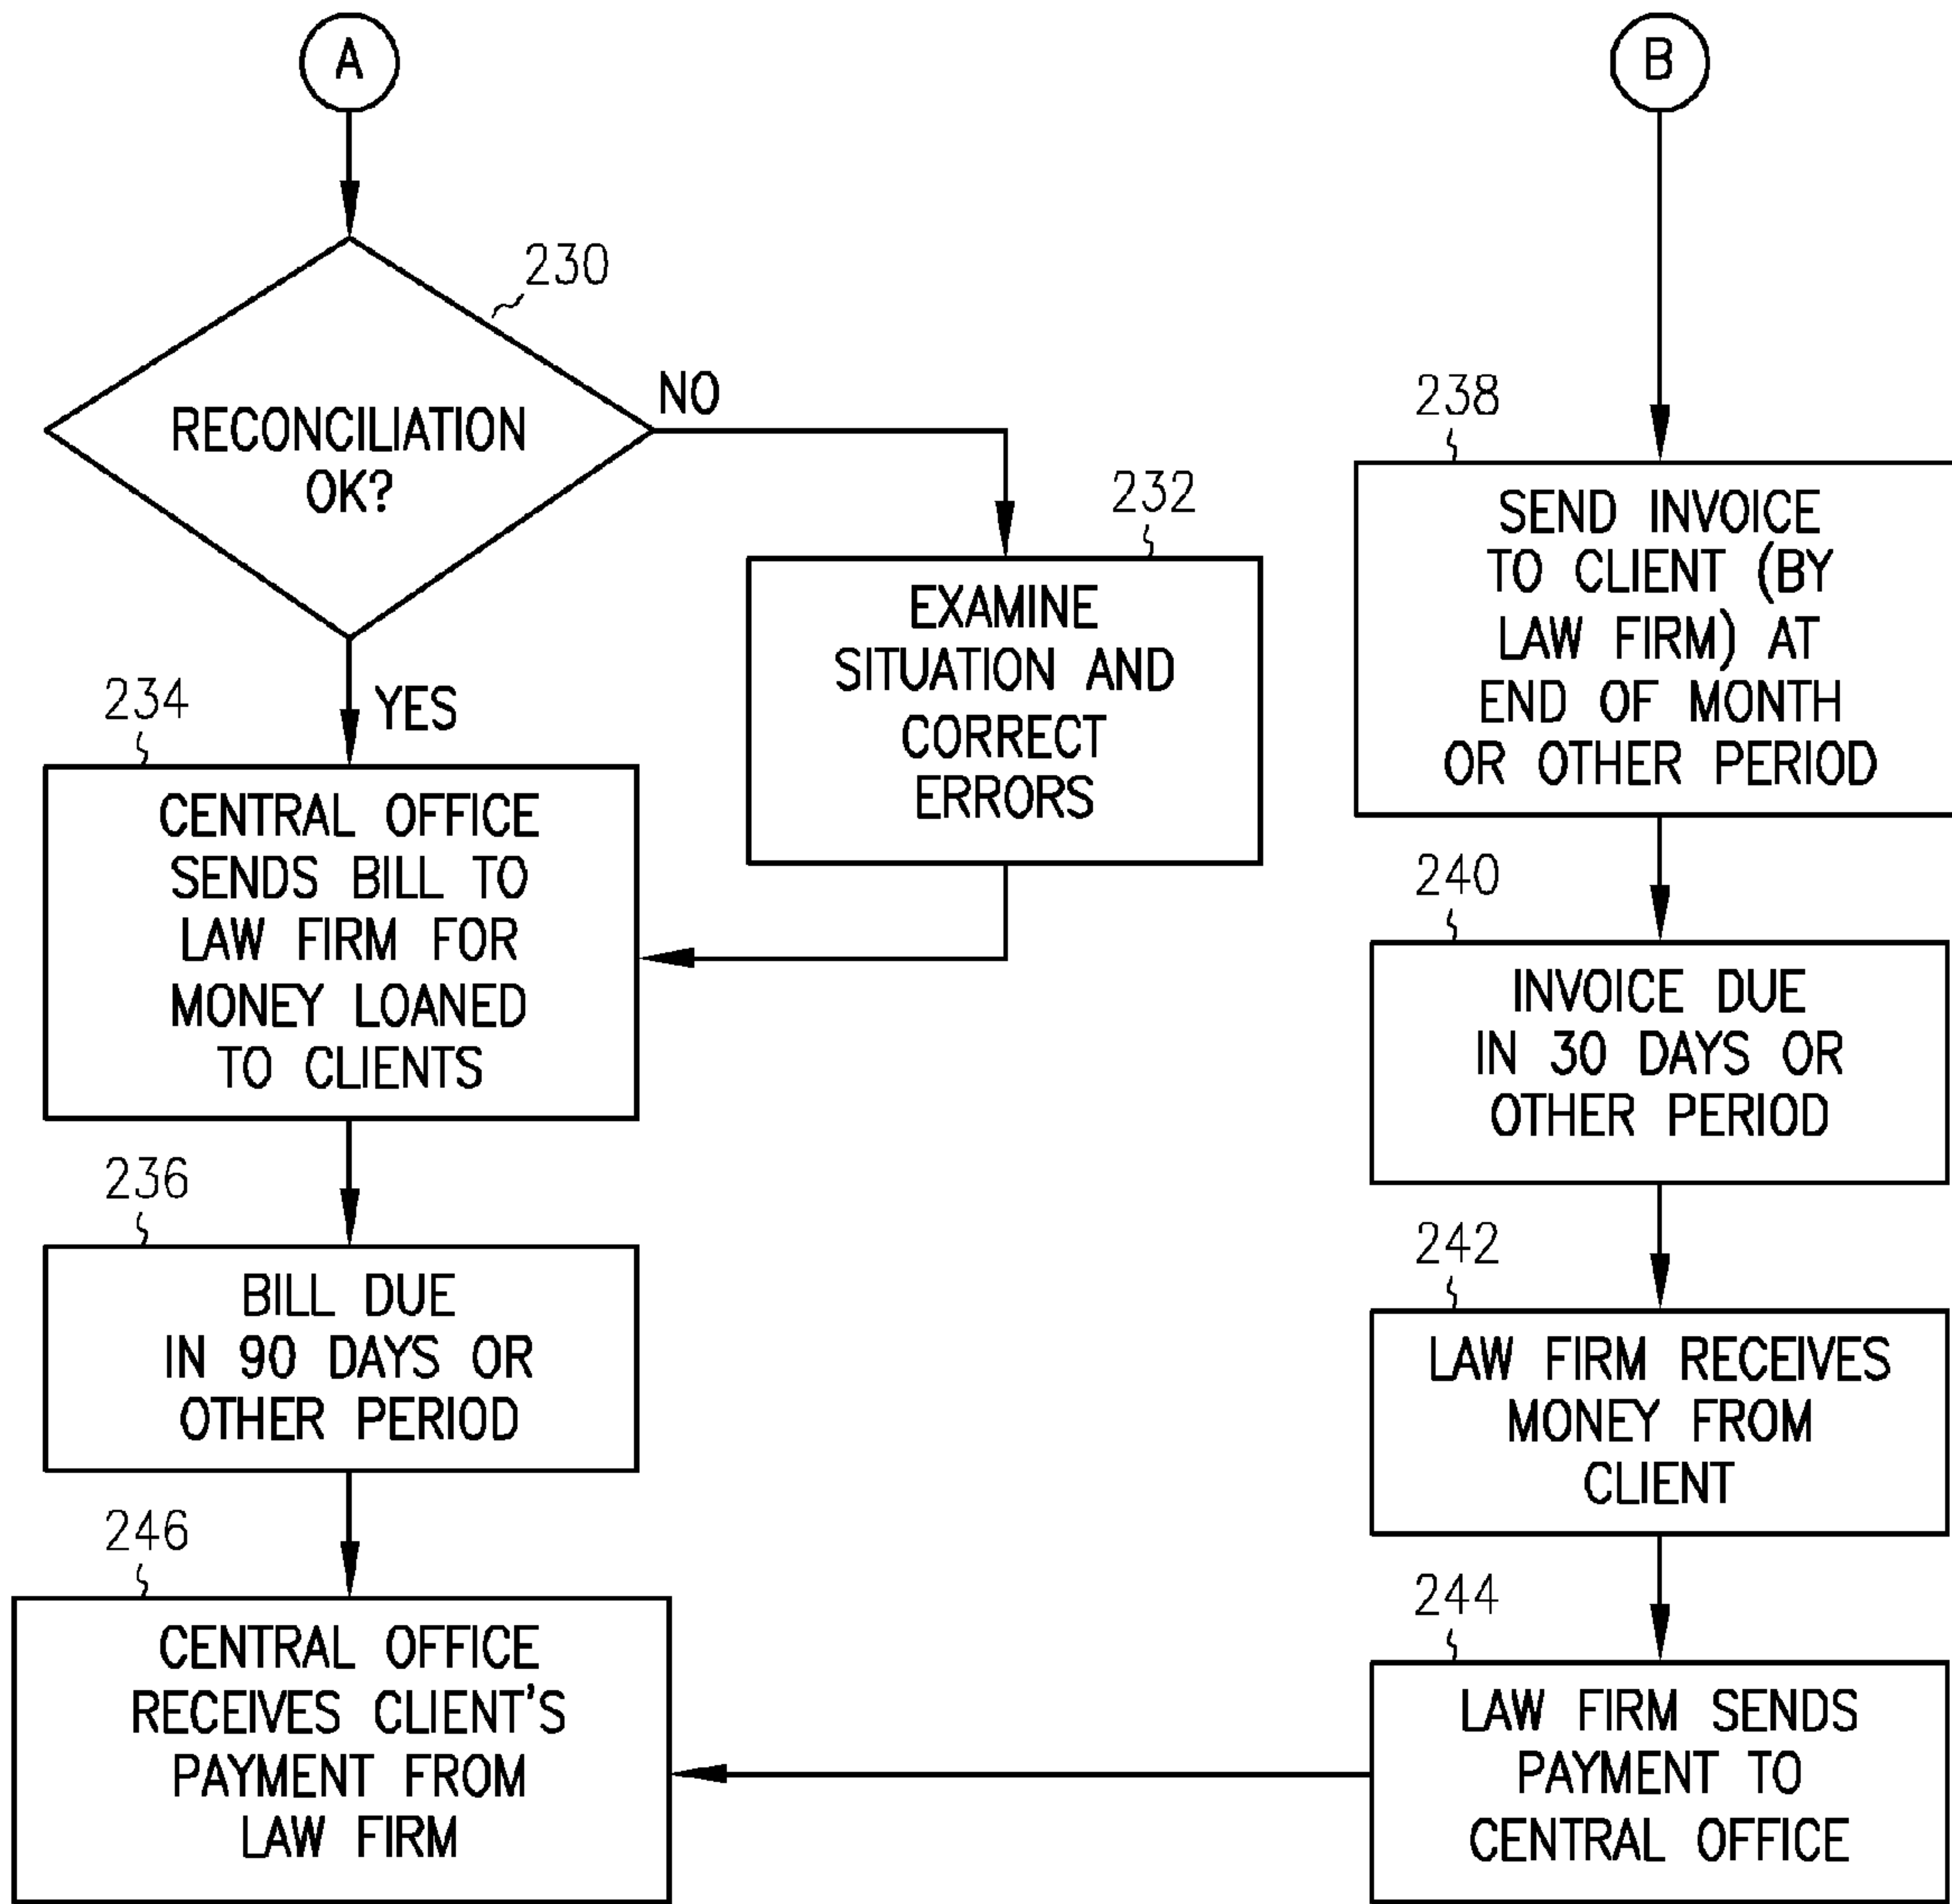 A
B
230
RECONCILIATION
OK?
NO
YES
232
EXAMINE
SITUATION AND
CORRECT
ERRORS
234
CENTRAL OFFICE
SENDS BILL TO
LAW FIRM FOR
MONEY LOANED
TO CLIENTS
236
BILL DUE
IN 90 DAYS OR
OTHER PERIOD
246
CENTRAL OFFICE
RECEIVES CLIENT'S
PAYMENT FROM
LAW FIRM
238
SEND INVOICE
TO CLIENT (BY
LAW FIRM) AT
END OF MONTH
OR OTHER PERIOD
240
INVOICE DUE
IN 30 DAYS OR
OTHER PERIOD
242
LAW FIRM RECEIVES
MONEY FROM
CLIENT
244
LAW FIRM SENDS
PAYMENT TO
CENTRAL OFFICE